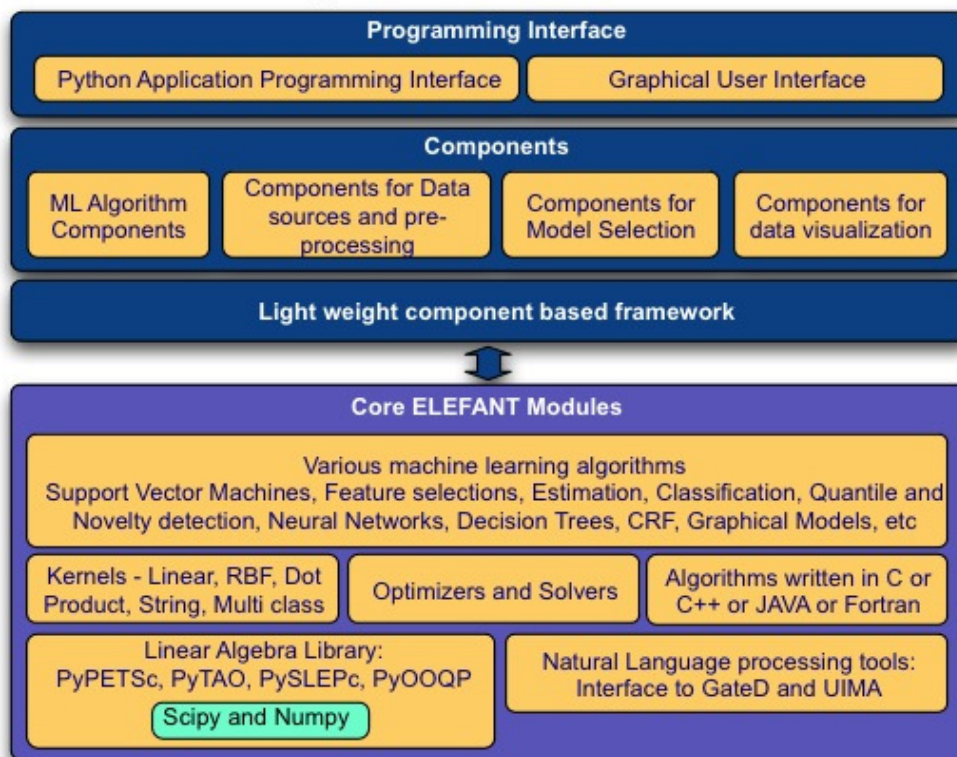 Programming Interface
Python Application Programming Interface
Graphical User Interface
Components
ML Algorithm
Components
Components for Data
sources and pre-
processing
Components for
Model Selection
Components for
data visualization
Light weight component based framework
Core ELEFANT Modules
Various machine learning algorithms
Support Vector Machines, Feature selections, Estimation, Classification, Quantile and
Novelty detection, Neural Networks, Decision Trees, CRF, Graphical Models, etc
Kernels - Linear, RBF, Dot
Product, String, Multi class
Optimizers and Solvers
Algorithms written in C or
C++ or JAVA or Fortran
Linear Algebra Library:
PyPETSc, PyTAO, PySLEPc, PyOOQP
Scipy and Numpy
Natural Language processing tools:
Interface to GateD and UIMA